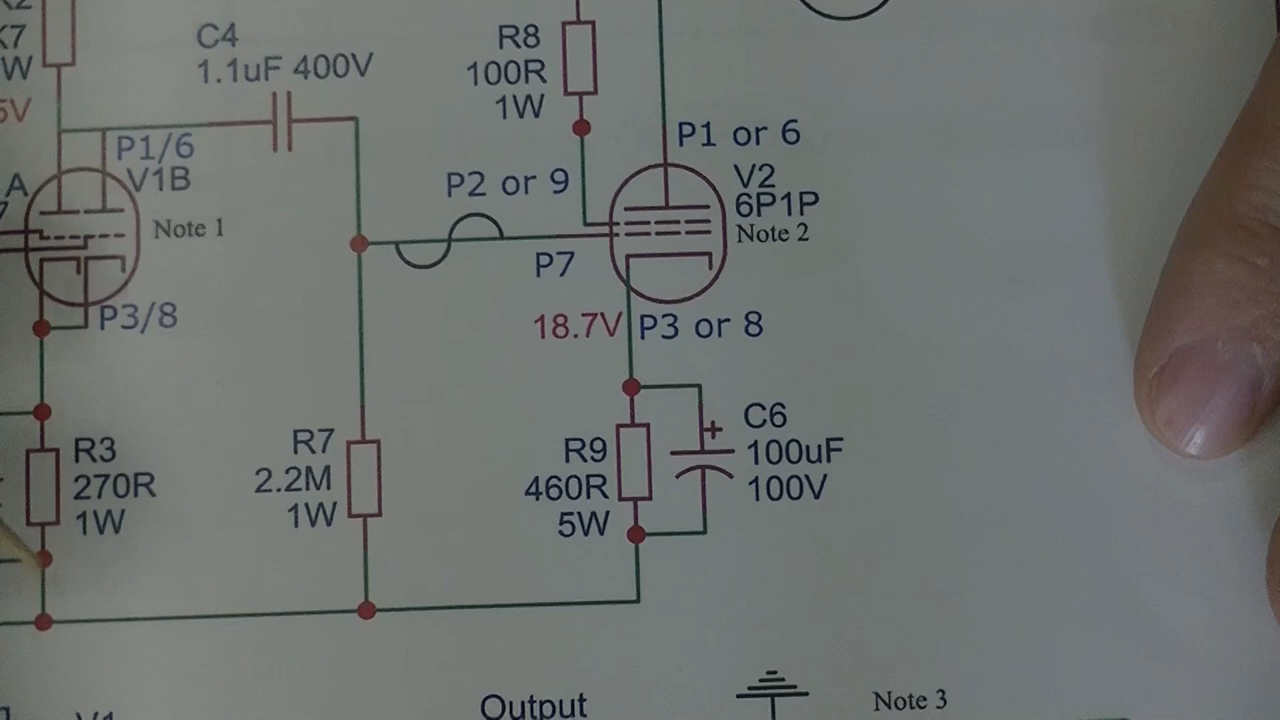 K7
W
5V
A
C4
1.1uF 400V
P1/6
V1B
Note 1
P3/8
R3
270R
1W
R7
2.2M
1W
R8
100R
1W
P2 or 9
P7
P1 or 6
V2
6P1P
Note 2
18.7V
P3 or 8
R9
460R
5W
+
C6
100uF
100V
Output
Note 3